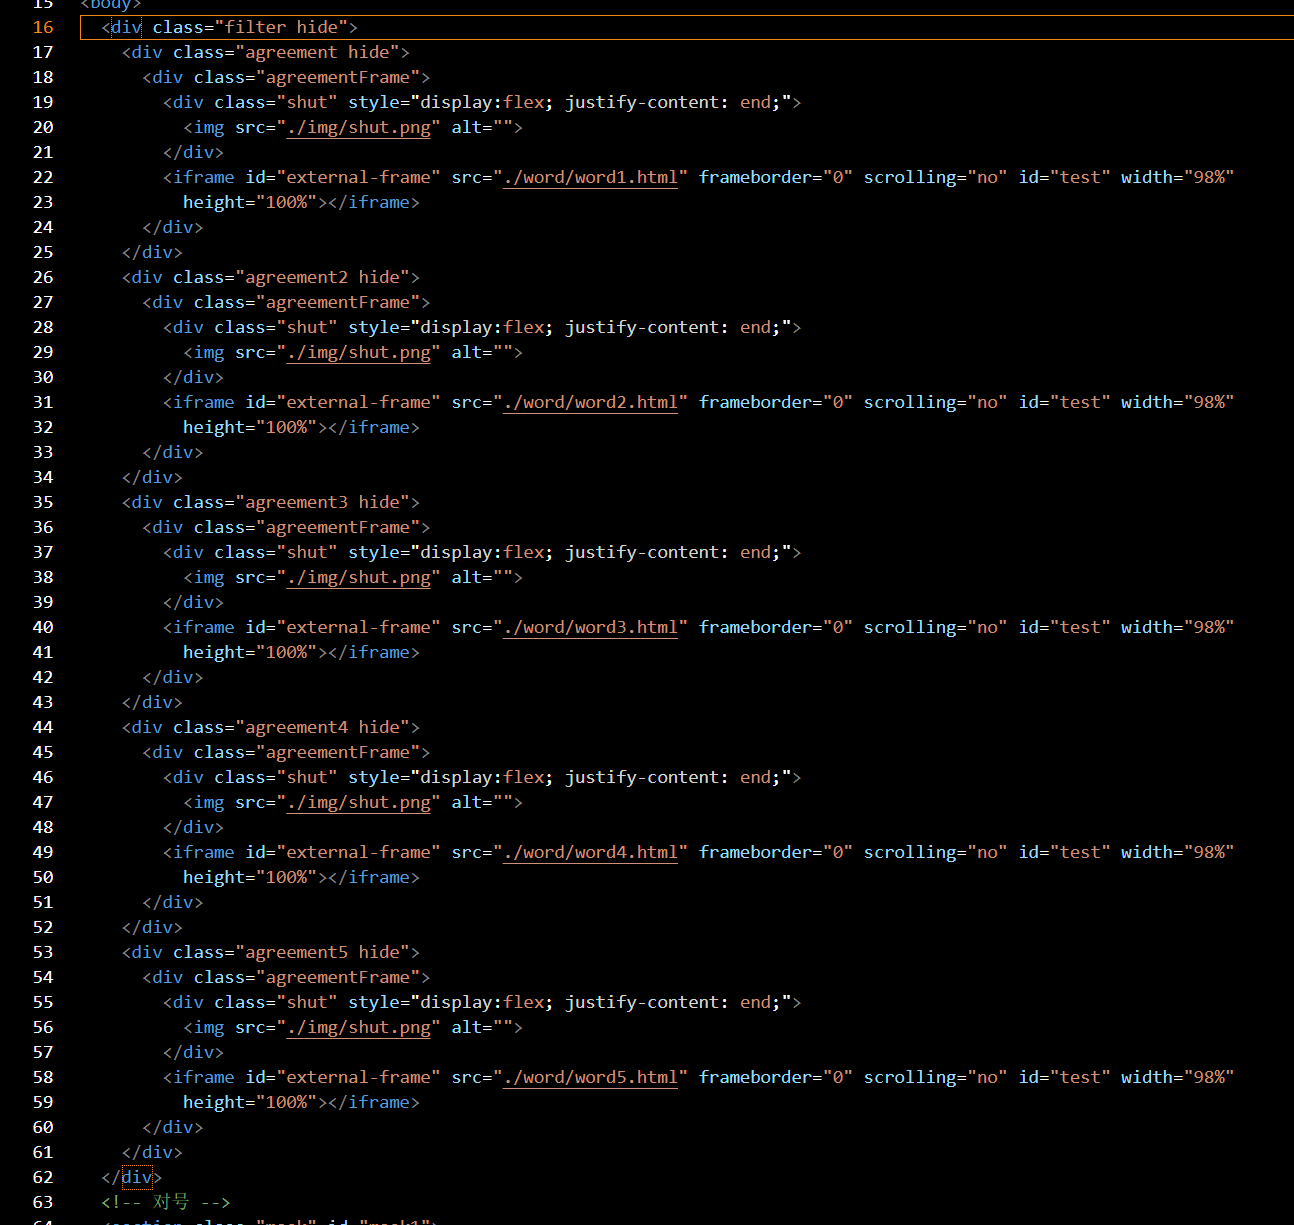 15 <body>
16 <div class="filter hide">
17 <div class="agreement hide">
18 <div class="agreementFrame">
19 <div class="shut" style="display:flex; justify-content: end;">
20 <img src="./img/shut.png" alt="">
21 </div>
22 <iframe id="external-frame" src="./word/word1.html" frameborder="0" scrolling="no" id="test" width="98%"
23 height="100%"></iframe>
24 </div>
25 </div>
26 <div class="agreement2 hide">
27 <div class="agreementFrame">
28 <div class="shut" style="display:flex; justify-content: end;">
29 <img src="./img/shut.png" alt="">
30 </div>
31 <iframe id="external-frame" src="./word/word2.html" frameborder="0" scrolling="no" id="test" width="98%"
32 height="100%"></iframe>
33 </div>
34 </div>
35 <div class="agreement3 hide">
36 <div class="agreementFrame">
37 <div class="shut" style="display:flex; justify-content: end;">
38 <img src="./img/shut.png" alt="">
39 </div>
40 <iframe id="external-frame" src="./word/word3.html" frameborder="0" scrolling="no" id="test" width="98%"
41 height="100%"></iframe>
42 </div>
43 </div>
44 <div class="agreement4 hide">
45 <div class="agreementFrame">
46 <div class="shut" style="display:flex; justify-content: end;">
47 <img src="./img/shut.png" alt="">
48 </div>
49 <iframe id="external-frame" src="./word/word4.html" frameborder="0" scrolling="no" id="test" width="98%"
50 height="100%"></iframe>
51 </div>
52 </div>
53 <div class="agreement5 hide">
54 <div class="agreementFrame">
55 <div class="shut" style="display:flex; justify-content: end;">
56 <img src="./img/shut.png" alt="">
57 </div>
58 <iframe id="external-frame" src="./word/word5.html" frameborder="0" scrolling="no" id="test" width="98%"
59 height="100%"></iframe>
60 </div>
61 </div>
62 </div>
63 <!-- 对号 -->
64 <section class="mask" id="mask1">